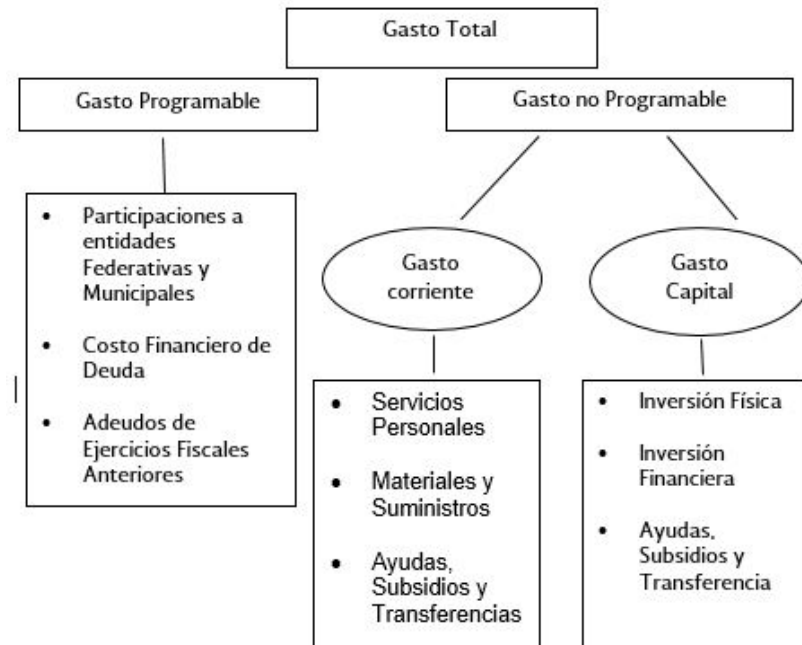 Gasto Total
Gasto Programable
Gasto no Programable
• Participaciones a
entidades
Federativas y
Municipales
• Costo Financiero de
Deuda
• Adeudos de
Ejercicios Fiscales
Anteriores
Gasto
corriente
• Servicios
Personales
• Materiales y
Suministros
• Ayudas,
Subsidios y
Transferencias
Gasto
Capital
• Inversión Física
• Inversión
Financiera
• Ayudas,
Subsidios y
Transferencia